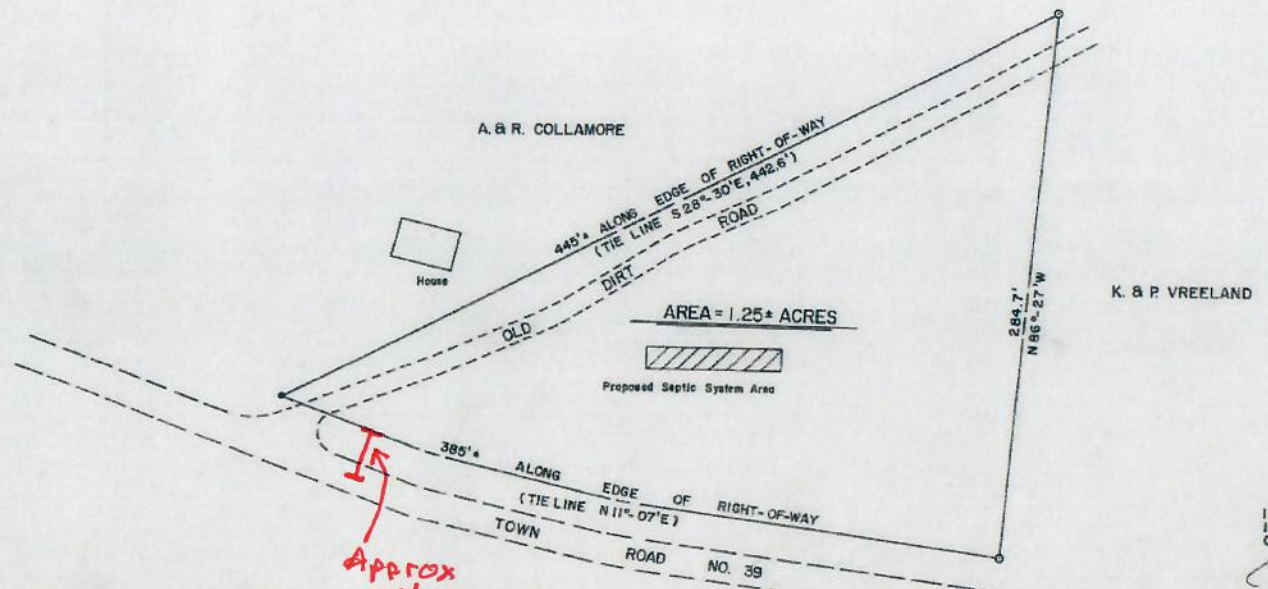 A. & R. COLLAMORE
445'± ALONG EDGE OF RIGHT-OF-WAY
(TIE LINE S 28°-30'E, 442.6')
House
OLD DIRT ROAD
AREA = 1.25± ACRES
Proposed Septic System Area
284.7'
N 86°-27'W
K. & P. VREELAND
385'± ALONG EDGE OF RIGHT-OF-WAY
(TIE LINE N 11°-07'E)
TOWN ROAD NO. 39
Approx